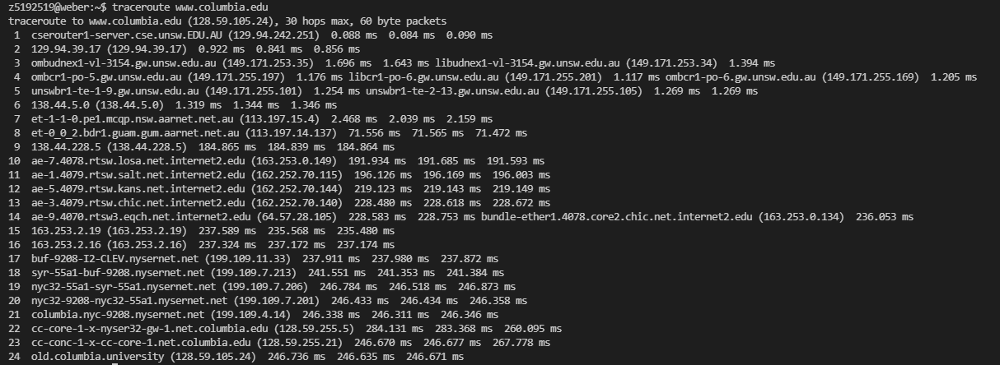 z5192519@weber:~$ traceroute www.columbia.edu
traceroute to www.columbia.edu (128.59.105.24), 30 hops max, 60 byte packets
 1  cserouter1-server.cse.unsw.EDU.AU (129.94.242.251)  0.088 ms  0.084 ms  0.090 ms
 2  129.94.39.17 (129.94.39.17)  0.922 ms  0.841 ms  0.856 ms
 3  ombudnex1-vl-3154.gw.unsw.edu.au (149.171.253.35)  1.696 ms  1.643 ms libudnex1-vl-3154.gw.unsw.edu.au (149.171.253.34)  1.394 ms
 4  ombcr1-po-5.gw.unsw.edu.au (149.171.255.197)  1.176 ms libcr1-po-6.gw.unsw.edu.au (149.171.255.201)  1.117 ms ombcr1-po-6.gw.unsw.edu.au (149.171.255.169)  1.205 ms
 5  unswbr1-te-1-9.gw.unsw.edu.au (149.171.255.101)  1.254 ms unswbr1-te-2-13.gw.unsw.edu.au (149.171.255.105)  1.269 ms  1.269 ms
 6  138.44.5.0 (138.44.5.0)  1.319 ms  1.344 ms  1.346 ms
 7  et-1-1-0.pe1.mcqp.nsw.aarnet.net.au (113.197.15.4)  2.468 ms  2.039 ms  2.159 ms
 8  et-0_0_2.bdr1.guam.gum.aarnet.net.au (113.197.14.137)  71.556 ms  71.565 ms  71.472 ms
 9  138.44.228.5 (138.44.228.5)  184.865 ms  184.839 ms  184.864 ms
10  ae-7.4078.rtsw.losa.net.internet2.edu (163.253.0.149)  191.934 ms  191.685 ms  191.593 ms
11  ae-1.4079.rtsw.salt.net.internet2.edu (162.252.70.115)  196.126 ms  196.169 ms  196.003 ms
12  ae-5.4079.rtsw.kans.net.internet2.edu (162.252.70.144)  219.123 ms  219.143 ms  219.149 ms
13  ae-3.4079.rtsw.chic.net.internet2.edu (162.252.70.140)  228.480 ms  228.618 ms  228.672 ms
14  ae-9.4070.rtsw3.eqch.net.internet2.edu (64.57.28.105)  228.583 ms  228.753 ms bundle-ether1.4078.core2.chic.net.internet2.edu (163.253.0.134)  236.053 ms
15  163.253.2.19 (163.253.2.19)  237.589 ms  235.568 ms  235.480 ms
16  163.253.2.16 (163.253.2.16)  237.324 ms  237.172 ms  237.174 ms
17  buf-9208-I2-CLEV.nysernet.net (199.109.11.33)  237.911 ms  237.980 ms  237.872 ms
18  syr-55a1-buf-9208.nysernet.net (199.109.7.213)  241.551 ms  241.353 ms  241.384 ms
19  nyc32-55a1-syr-55a1.nysernet.net (199.109.7.206)  246.784 ms  246.518 ms  246.873 ms
20  nyc32-9208-nyc32-55a1.nysernet.net (199.109.7.201)  246.433 ms  246.434 ms  246.358 ms
21  columbia.nyc-9208.nysernet.net (199.109.4.14)  246.338 ms  246.311 ms  246.346 ms
22  cc-core-1-x-nyser32-gw-1.net.columbia.edu (128.59.255.5)  284.131 ms  283.368 ms  260.095 ms
23  cc-conc-1-x-cc-core-1.net.columbia.edu (128.59.255.21)  246.670 ms  246.677 ms  267.778 ms
24  old.columbia.university (128.59.105.24)  246.736 ms  246.635 ms  246.671 ms